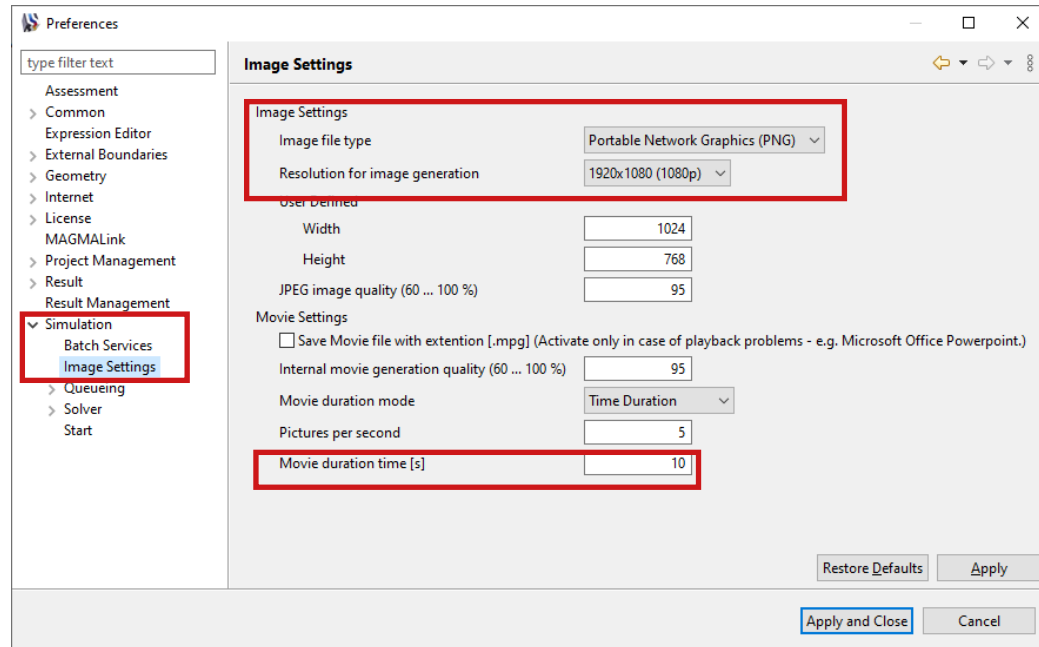 Preferences
type filter text
Assessment
Common
Expression Editor
External Boundaries
Geometry
Internet
License
MAGMALink
Project Management
Result
Result Management
Simulation
Batch Services
Image Settings
Queueing
Solver
Start
Image Settings
Image Settings
Image file type Portable Network Graphics (PNG)
Resolution for image generation 1920x1080 (1080p)
User Defined
Width 1024
Height 768
JPEG image quality (60 ... 100 %) 95
Movie Settings
Save Movie file with extention [.mpg] (Activate only in case of playback problems - e.g. Microsoft Office Powerpoint.)
Internal movie generation quality (60 ... 100 %) 95
Movie duration mode Time Duration
Pictures per second 5
Movie duration time [s] 10
Restore Defaults Apply
Apply and Close Cancel